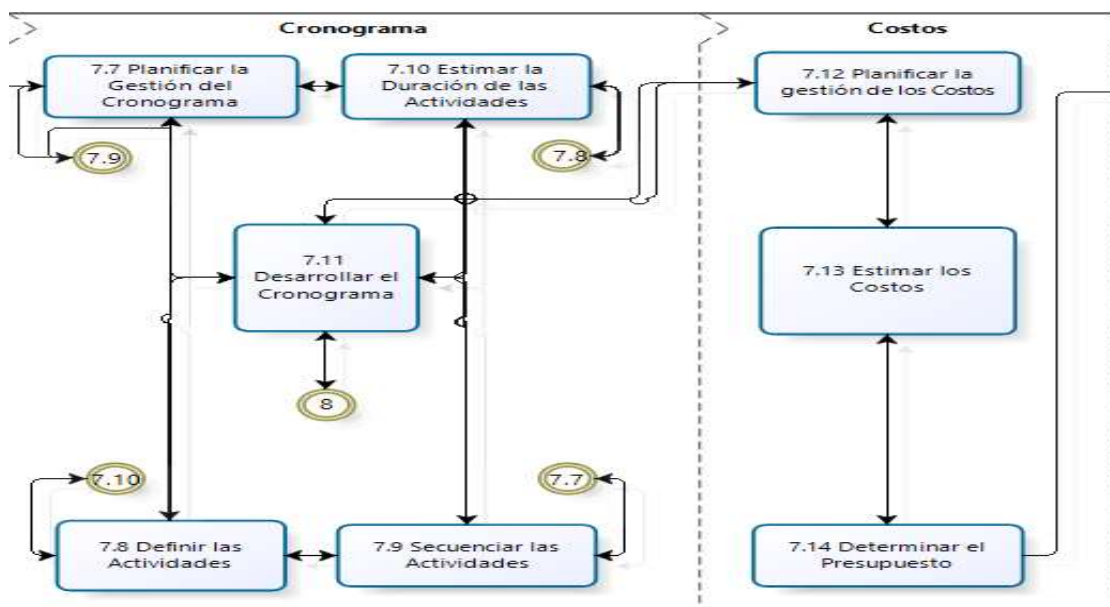 Cronograma
Costos
7.7 Planificar la
Gestión del
Cronograma
7.10 Estimar la
Duración de las
Actividades
7.12 Planificar la
gestión de los Costos
7.9
7.8
7.11
Desarrollar el
Cronograma
7.13 Estimar los
Costos
8
7.10
7.7
7.8 Definir las
Actividades
7.9 Secuenciar las
Actividades
7.14 Determinar el
Presupuesto